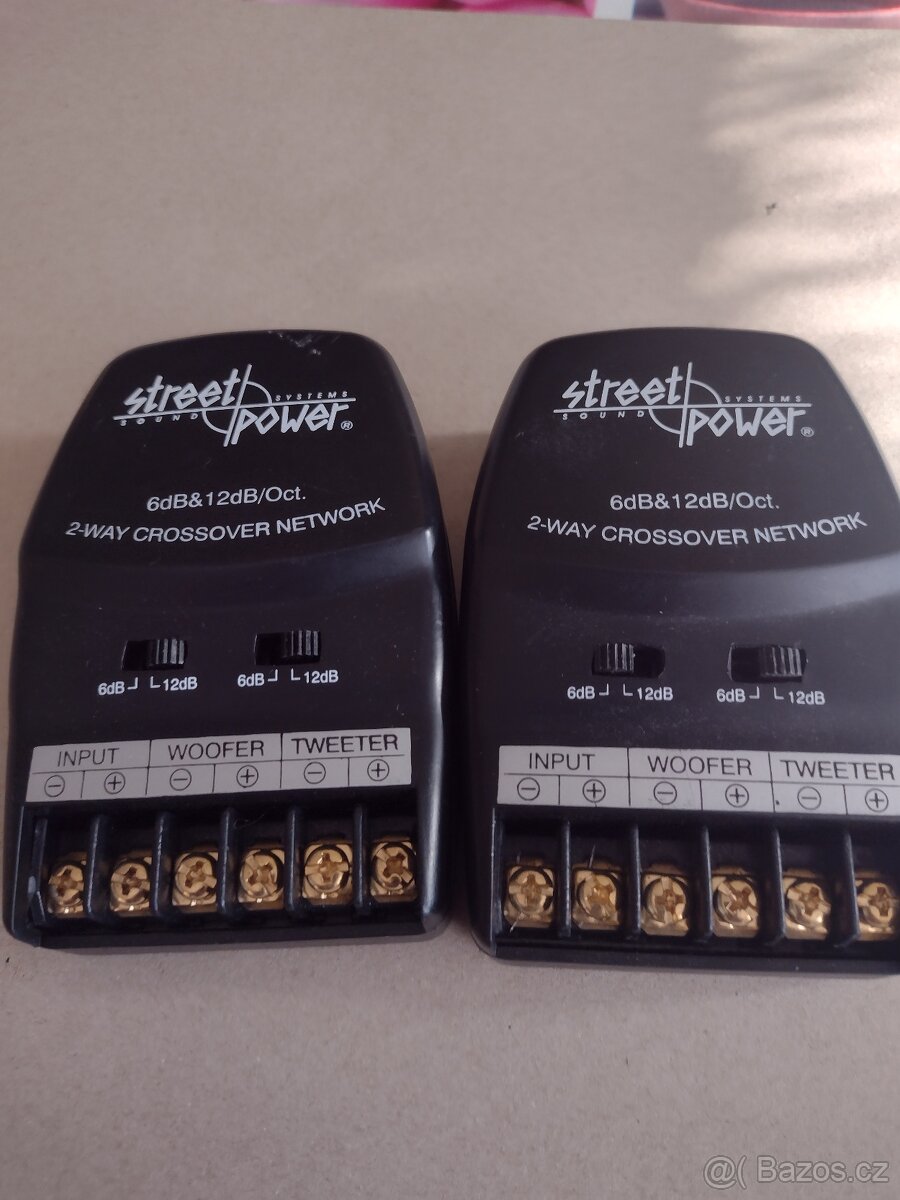 street SYSTEMS
SOUND power®
6dB&12dB/Oct.
2-WAY CROSSOVER NETWORK
6dB 12dB 6dB 12dB
INPUT WOOFER TWEETER
- + - + - +
street SYSTEMS
SOUND power®
6dB&12dB/Oct.
2-WAY CROSSOVER NETWORK
6dB 12dB 6dB 12dB
INPUT WOOFER TWEETER
- + - + - +
@( Bazos.cz